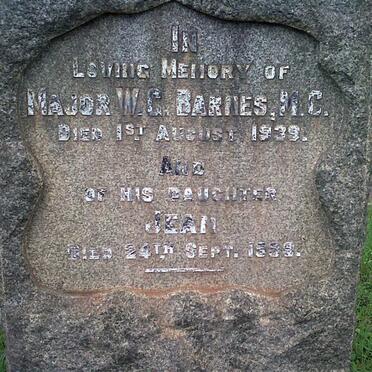 IN
LOVING MEMORY OF
MAJOR W.G. BARNES, M.C.
DIED 1ST AUGUST 1939.
AND
OF HIS DAUGHTER
JEAN
DIED 24TH SEPT. 1939.